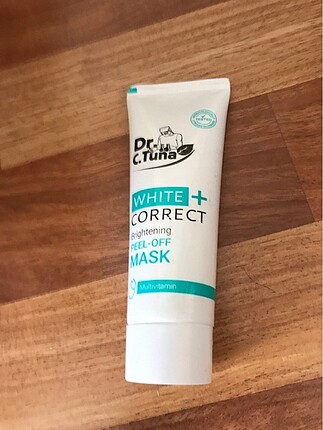 Dr.
C.Tuna
WHITE +
CORRECT
Brightening
PEEL-OFF
MASK
Multivitamin